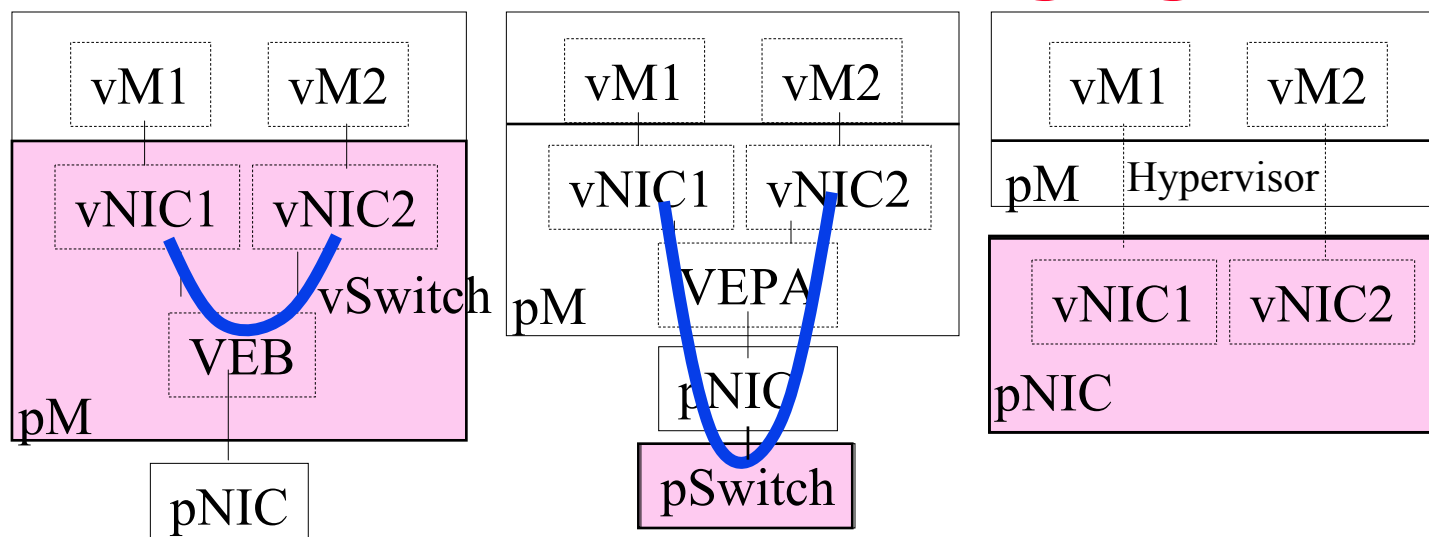 vM1 vM2
vNIC1 vNIC2
vSwitch
VEB
pM
pNIC
vM1 vM2
vNIC1 vNIC2
VEPA
pM
pNIC
pSwitch
vM1 vM2
pM Hypervisor
vNIC1 vNIC2
pNIC